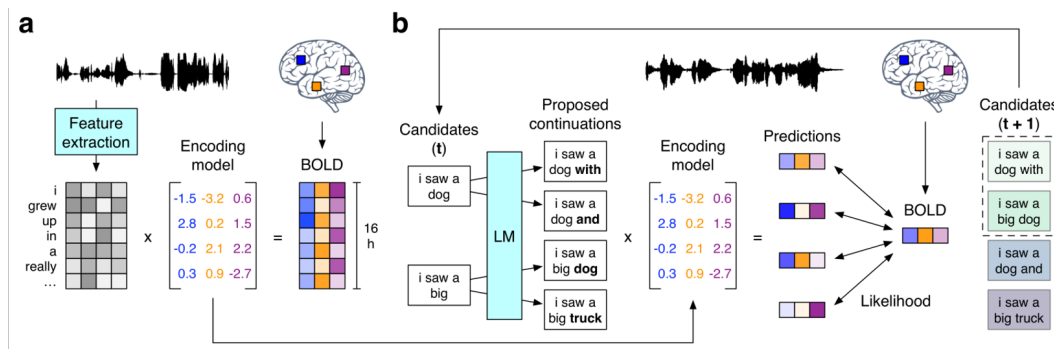 a
Feature
extraction
i
grew
up
in
a
really
...
x
Encoding
model
-1.5 -3.2 0.6
2.8 0.2 1.5
-0.2 2.1 2.2
0.3 0.9 -2.7
=
BOLD
16
h
b
Candidates
(t)
i saw a
dog
i saw a
big
LM
Proposed
continuations
i saw a
dog with
i saw a
dog and
i saw a
big dog
i saw a
big truck
x
Encoding
model
-1.5 -3.2 0.6
2.8 0.2 1.5
-0.2 2.1 2.2
0.3 0.9 -2.7
=
Predictions
BOLD
Likelihood
Candidates
(t + 1)
i saw a
dog with
i saw a
big dog
i saw a
dog and
i saw a
big truck